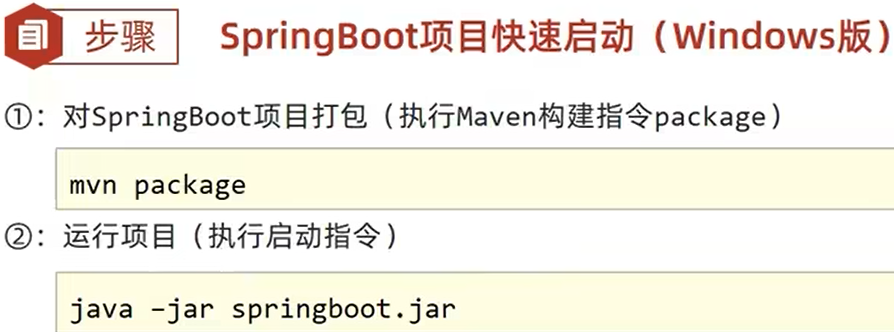 步骤
SpringBoot项目快速启动（Windows版）
①：对SpringBoot项目打包（执行Maven构建指令package）
mvn package
②：运行项目（执行启动指令）
java –jar springboot.jar